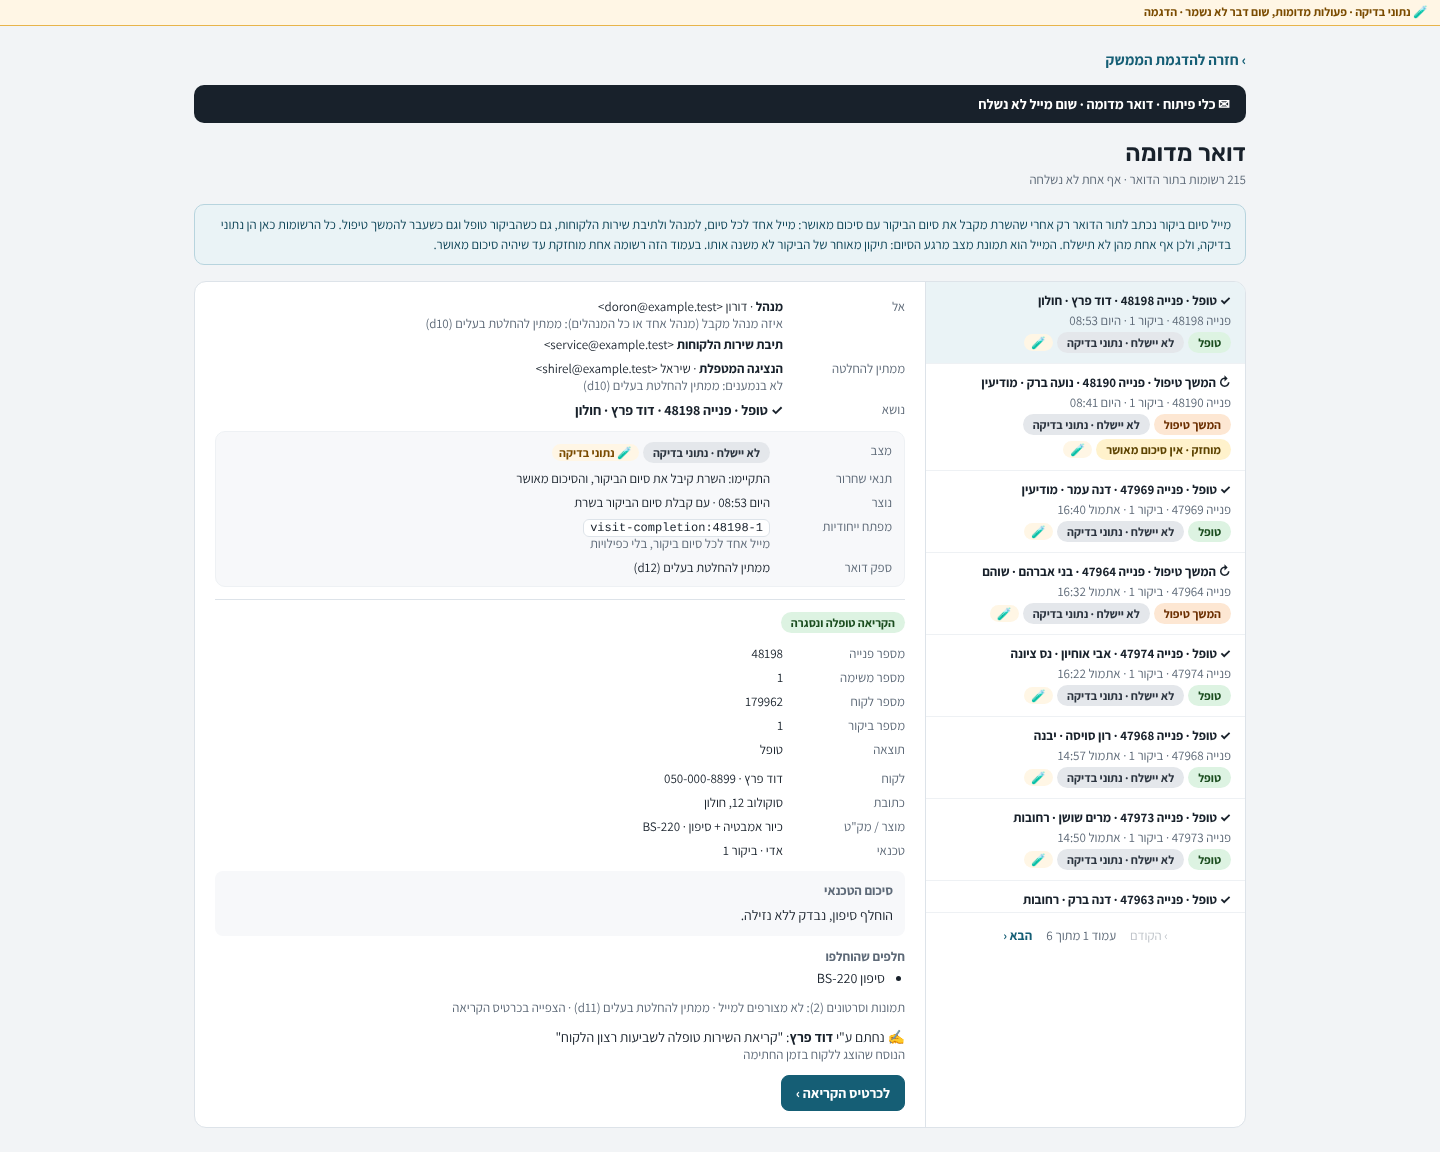 🧪 נתוני בדיקה · פעולות מדומות, שום דבר לא נשמר · הדגמה
› חזרה להדגמת הממשק
✉ כלי פיתוח · דואר מדומה · שום מייל לא נשלח
דואר מדומה
215 רשומות בתור הדואר · אף אחת לא נשלחה
מייל סיום ביקור נכתב לתור הדואר רק אחרי שהשרת מקבל את סיום הביקור עם סיכום מאושר: מייל אחד לכל סיום, למנהל ולתיבת שירות הלקוחות, גם כשהביקור טופל וגם כשעבר להמשך טיפול. כל הרשומות כאן הן נתוני
בדיקה, ולכן אף אחת מהן לא תישלח. המייל הוא תמונת מצב מרגע הסיום: תיקון מאוחר של הביקור לא משנה אותו. בעמוד הזה רשומה אחת מוחזקת עד שיהיה סיכום מאושר.
✓ טופל · פנייה 48198 · דוד פרץ · חולון
פנייה 48198 · ביקור 1 · היום 08:53
טופל לא יישלח · נתוני בדיקה 🧪
↻ המשך טיפול · פנייה 48190 · נועה ברק · מודיעין
פנייה 48190 · ביקור 1 · היום 08:41
המשך טיפול לא יישלח · נתוני בדיקה
מוחזק · אין סיכום מאושר 🧪
✓ טופל · פנייה 47969 · דנה עמר · מודיעין
פנייה 47969 · ביקור 1 · אתמול 16:40
טופל לא יישלח · נתוני בדיקה 🧪
↻ המשך טיפול · פנייה 47964 · בני אברהם · שוהם
פנייה 47964 · ביקור 1 · אתמול 16:32
המשך טיפול לא יישלח · נתוני בדיקה 🧪
✓ טופל · פנייה 47974 · אבי אוחיון · נס ציונה
פנייה 47974 · ביקור 1 · אתמול 16:22
טופל לא יישלח · נתוני בדיקה 🧪
✓ טופל · פנייה 47968 · רון סויסה · יבנה
פנייה 47968 · ביקור 1 · אתמול 14:57
טופל לא יישלח · נתוני בדיקה 🧪
✓ טופל · פנייה 47973 · מרים ששון · רחובות
פנייה 47973 · ביקור 1 · אתמול 14:50
טופל לא יישלח · נתוני בדיקה 🧪
✓ טופל · פנייה 47963 · דנה ברק · רחובות
› הקודם עמוד 1 מתוך 6 הבא ‹
אל מנהל · דורון <doron@example.test>
איזה מנהל מקבל (מנהל אחד או כל המנהלים): ממתין להחלטת בעלים (d10)
תיבת שירות הלקוחות <service@example.test>
ממתין להחלטה הנציגה המטפלת · שיראל <shirel@example.test>
לא בנמענים: ממתין להחלטת בעלים (d10)
נושא ✓ טופל · פנייה 48198 · דוד פרץ · חולון
מצב לא יישלח · נתוני בדיקה 🧪 נתוני בדיקה
תנאי שחרור התקיימו: השרת קיבל את סיום הביקור, והסיכום מאושר
נוצר היום 08:53 · עם קבלת סיום הביקור בשרת
מפתח ייחודיות visit-completion:48198-1
מייל אחד לכל סיום ביקור, בלי כפילויות
ספק דואר ממתין להחלטת בעלים (d12)
הקריאה טופלה ונסגרה
מספר פנייה 48198
מספר משימה 1
מספר לקוח 179962
מספר ביקור 1
תוצאה טופל
לקוח דוד פרץ · 050-000-8899
כתובת סוקולוב 12, חולון
מוצר / מק"ט כיור אמבטיה + סיפון · BS-220
טכנאי אדי · ביקור 1
סיכום הטכנאי
הוחלף סיפון, נבדק ללא נזילה.
חלפים שהוחלפו
• סיפון BS-220
תמונות וסרטונים (2): לא מצורפים למייל · ממתין להחלטת בעלים (d11) · הצפייה בכרטיס הקריאה
✍ נחתם ע"י דוד פרץ: "קריאת השירות טופלה לשביעות רצון הלקוח"
הנוסח שהוצג ללקוח בזמן החתימה
לכרטיס הקריאה ‹